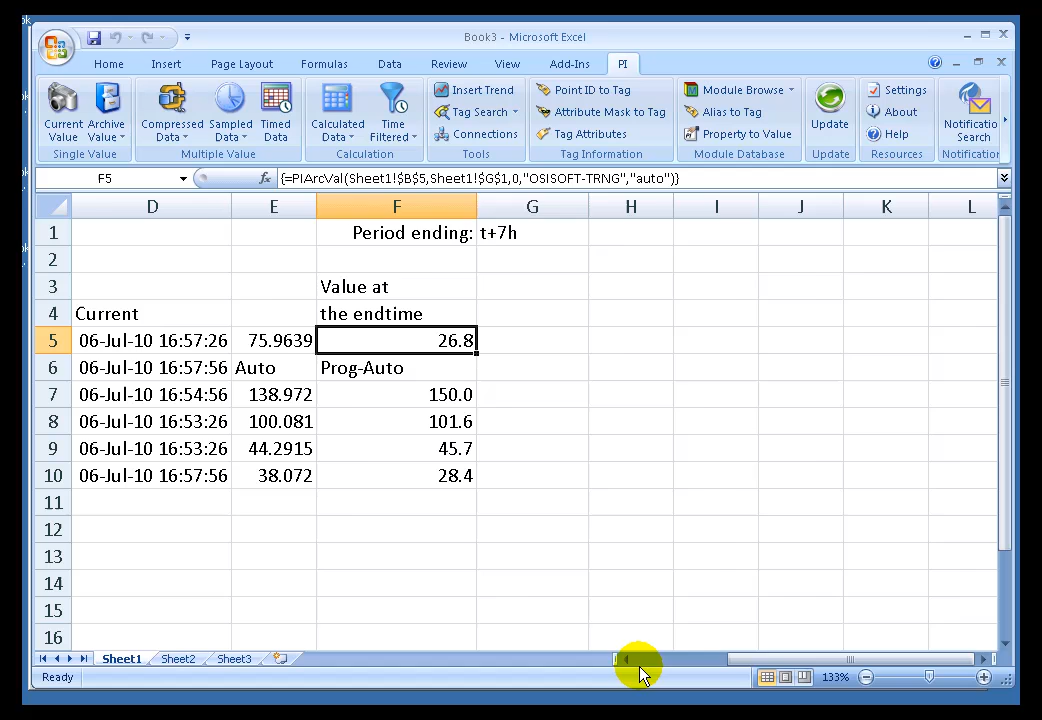 Book3 - Microsoft Excel
Home Insert Page Layout Formulas Data Review View Add-Ins PI
Current Value Archive Value Compressed Data Sampled Data Timed Data Calculated Data Time Filtered Insert Trend Tag Search Connections Point ID to Tag Attribute Mask to Tag Tag Attributes Module Browse Alias to Tag Property to Value Update Settings About Help Notificatio Search
Single Value Multiple Value Calculation Tools Tag Information Module Database Update Resources Notification
F5 fx {=PIArcVal(Sheet1!$B$5,Sheet1!$G$1,0,"OSISOFT-TRNG","auto")}
D E F G H I J K L
1 Period ending: t+7h
2
3 Value at
4 Current the endtime
5 06-Jul-10 16:57:26 75.9639 26.8
6 06-Jul-10 16:57:56 Auto Prog-Auto
7 06-Jul-10 16:54:56 138.972 150.0
8 06-Jul-10 16:53:26 100.081 101.6
9 06-Jul-10 16:53:26 44.2915 45.7
10 06-Jul-10 16:57:56 38.072 28.4
11
12
13
14
15
16
Sheet1 Sheet2 Sheet3
Ready 133%